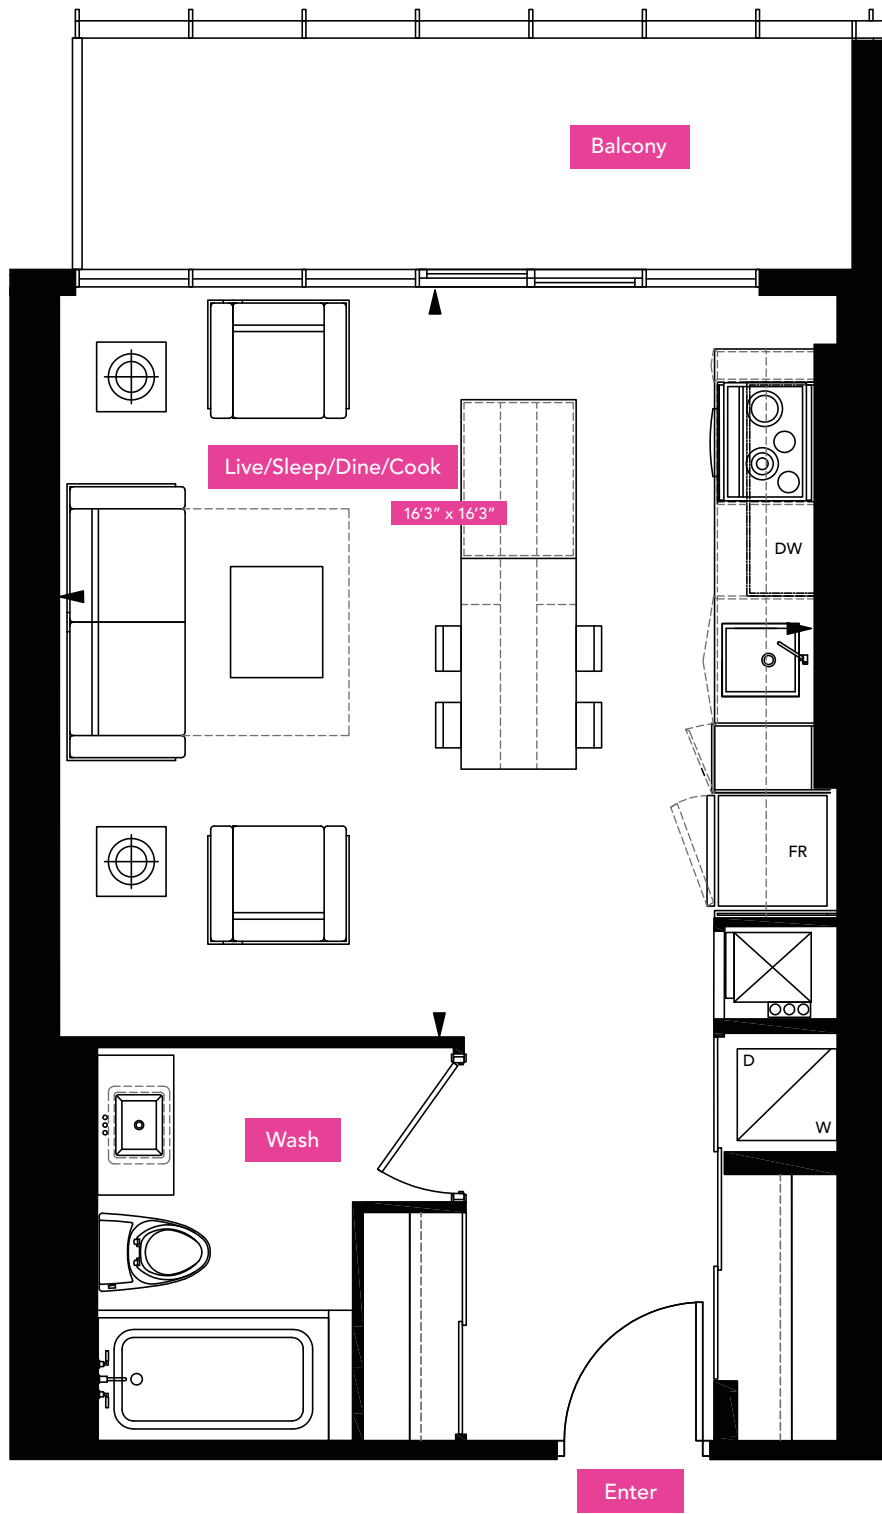 Balcony
Live/Sleep/Dine/Cook
16’3” x 16’3”
DW
FR
D
W
Wash
Enter